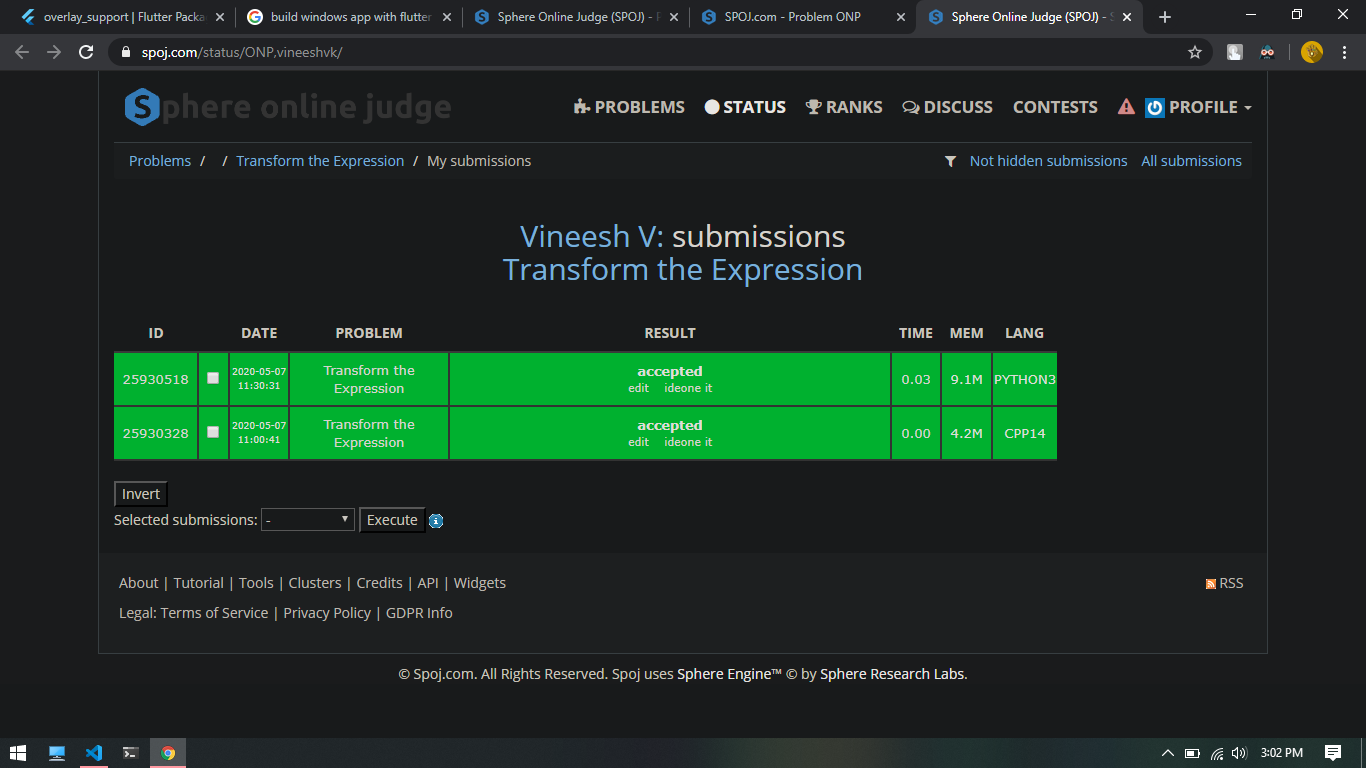 overlay_support | Flutter Packa
build windows app with flutter
Sphere Online Judge (SPOJ) - P
SPOJ.com - Problem ONP
Sphere Online Judge (SPOJ) - S
spoj.com/status/ONP,vineeshvk/
Sphere online judge
PROBLEMS STATUS RANKS DISCUSS CONTESTS PROFILE
Problems / / Transform the Expression / My submissions
Not hidden submissions All submissions
Vineesh V: submissions
Transform the Expression
ID DATE PROBLEM RESULT TIME MEM LANG
25930518 2020-05-07 11:30:31 Transform the Expression accepted edit ideone it 0.03 9.1M PYTHON3
25930328 2020-05-07 11:00:41 Transform the Expression accepted edit ideone it 0.00 4.2M CPP14
Invert
Selected submissions: - Execute
About | Tutorial | Tools | Clusters | Credits | API | Widgets
RSS
Legal: Terms of Service | Privacy Policy | GDPR Info
© Spoj.com. All Rights Reserved. Spoj uses Sphere Engine™ © by Sphere Research Labs.
3:02 PM